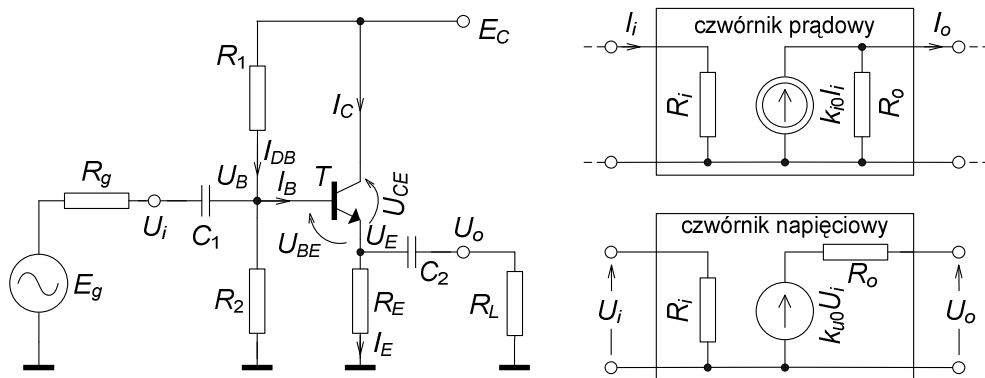 E_C
R_1
I_C
I_DB
U_B
I_B
T
U_CE
R_g
U_i
C_1
U_BE
U_E
U_o
C_2
E_g
R_2
R_E
R_L
I_E
czwórnik prądowy
I_i
I_o
R_i
k_i0 I_i
R_o
czwórnik napięciowy
R_o
U_i
R_i
k_u0 U_i
U_o